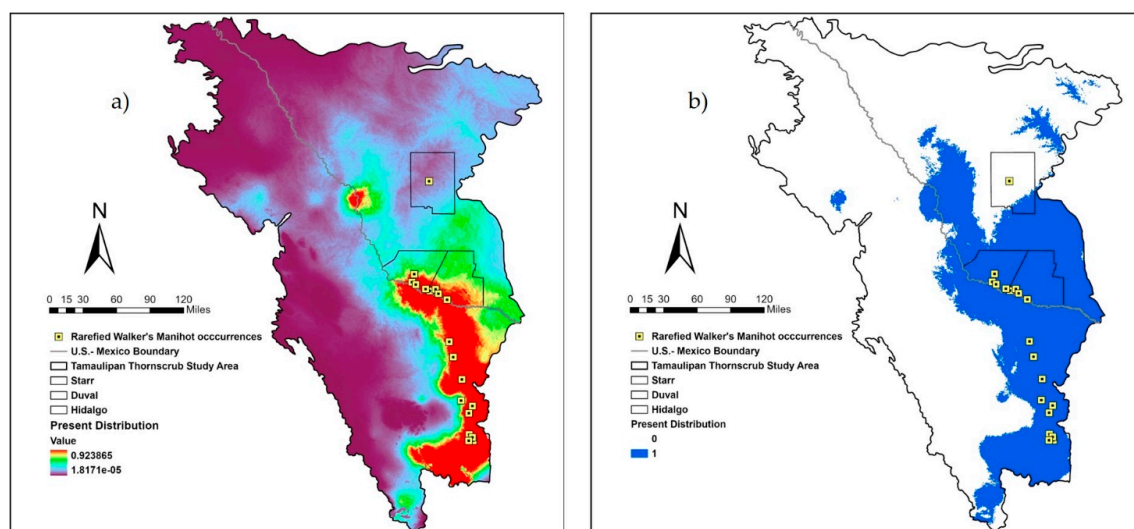 a)
N
0 15 30 60 90 120
Miles
Rarefied Walker's Manihot occcurrences
U.S.- Mexico Boundary
Tamaulipan Thornscrub Study Area
Starr
Duval
Hidalgo
Present Distribution
Value
0.923865
1.8171e-05
b)
N
0 15 30 60 90 120
Miles
Rarefied Walker's Manihot occcurrences
U.S.- Mexico Boundary
Tamaulipan Thornscrub Study Area
Starr
Duval
Hidalgo
Present Distribution
0
1